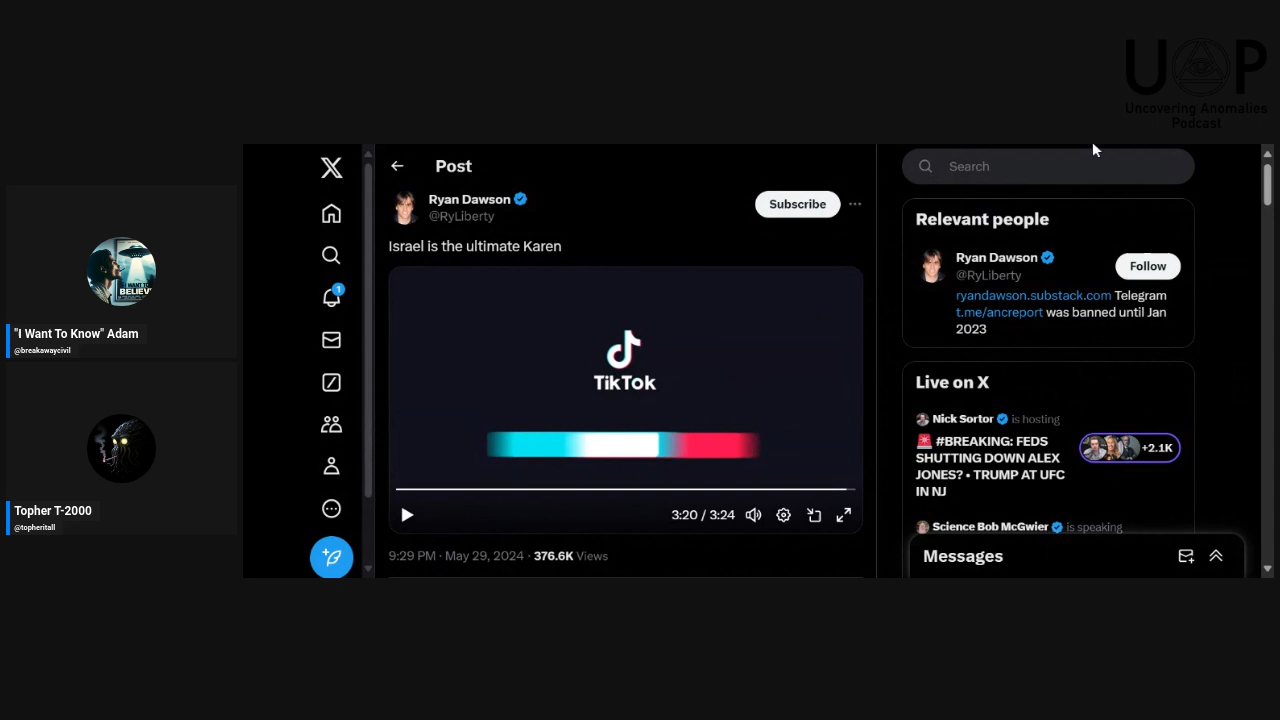 UAP
Uncovering Anomalies
Podcast
"I Want To Know" Adam
@breakawaycivil
Topher T-2000
@topheritall
Post
Ryan Dawson
@RyLiberty
Subscribe
Israel is the ultimate Karen
TikTok
3:20 / 3:24
9:29 PM · May 29, 2024 · 376.6K Views
1
Search
Relevant people
Ryan Dawson
@RyLiberty
Follow
ryandawson.substack.com Telegram
t.me/ancreport was banned until Jan
2023
Live on X
Nick Sortor is hosting
🚨 #BREAKING: FEDS
SHUTTING DOWN ALEX
JONES? • TRUMP AT UFC
IN NJ
+2.1K
Science Bob McGwier is speaking
Messages